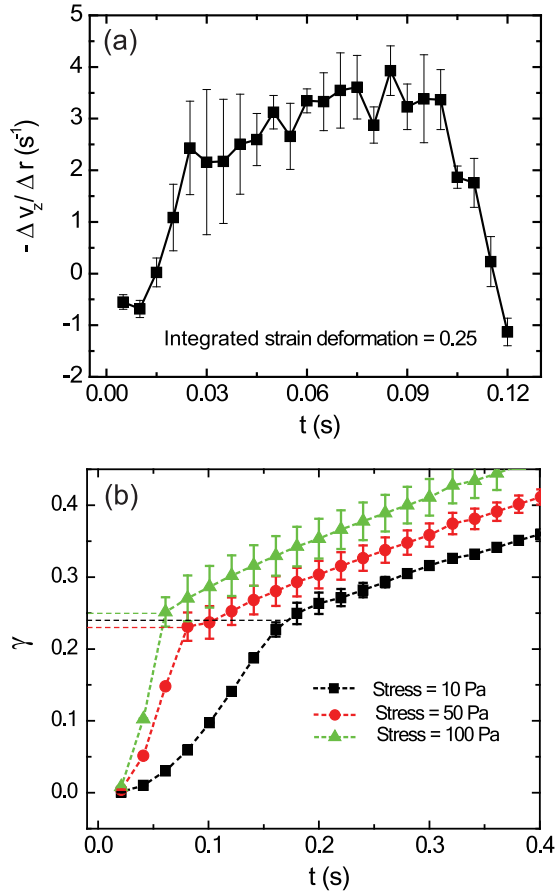 (a)
- Δv_z / Δr (s⁻¹)
5
4
3
2
1
0
-1
-2
Integrated strain deformation = 0.25
0.00 0.03 0.06 0.09 0.12
t (s)
(b)
γ
0.4
0.3
0.2
0.1
0.0
Stress = 10 Pa
Stress = 50 Pa
Stress = 100 Pa
0.0 0.1 0.2 0.3 0.4
t (s)